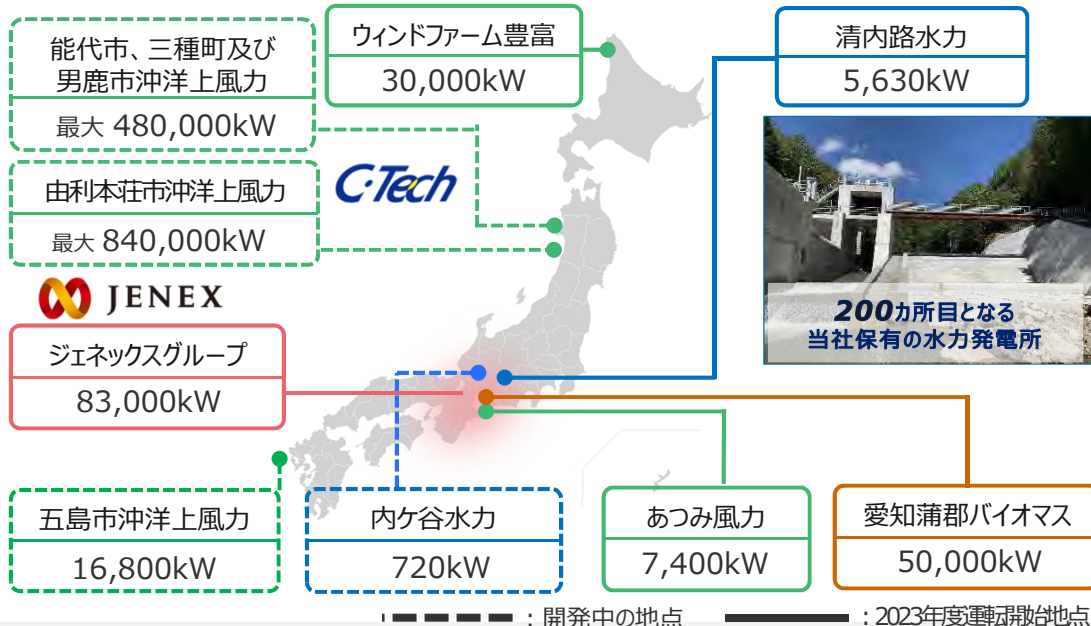 能代市、三種町及び
男鹿市沖洋上風力
最大 480,000kW
ウィンドファーム豊富
30,000kW
清内路水力
5,630kW
由利本荘市沖洋上風力
最大 840,000kW
C·Tech
JENEX
200カ所目となる
当社保有の水力発電所
ジェネックスグループ
83,000kW
五島市沖洋上風力
16,800kW
内ケ谷水力
720kW
あつみ風力
7,400kW
愛知蒲郡バイオマス
50,000kW
：開発中の地点
：2023年度運転開始地点